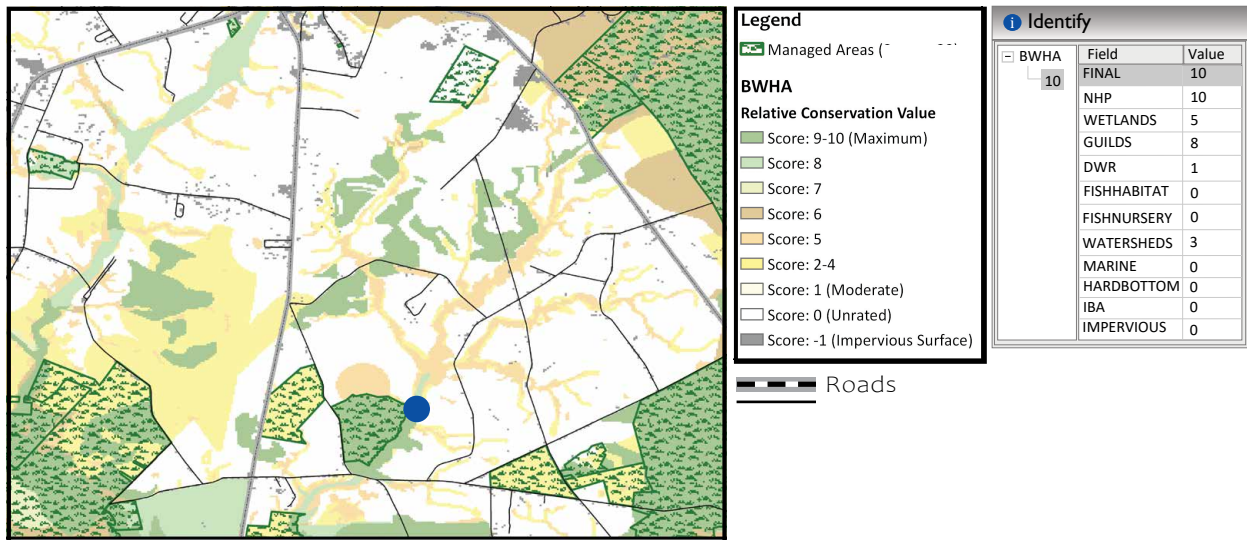 Legend
Managed Areas (
BWHA
Relative Conservation Value
Score: 9-10 (Maximum)
Score: 8
Score: 7
Score: 6
Score: 5
Score: 2-4
Score: 1 (Moderate)
Score: 0 (Unrated)
Score: -1 (Impervious Surface)
Roads
i Identify
BWHA
10
Field Value
FINAL 10
NHP 10
WETLANDS 5
GUILDS 8
DWR 1
FISHHABITAT 0
FISHNURSERY 0
WATERSHEDS 3
MARINE 0
HARDBOTTOM 0
IBA 0
IMPERVIOUS 0